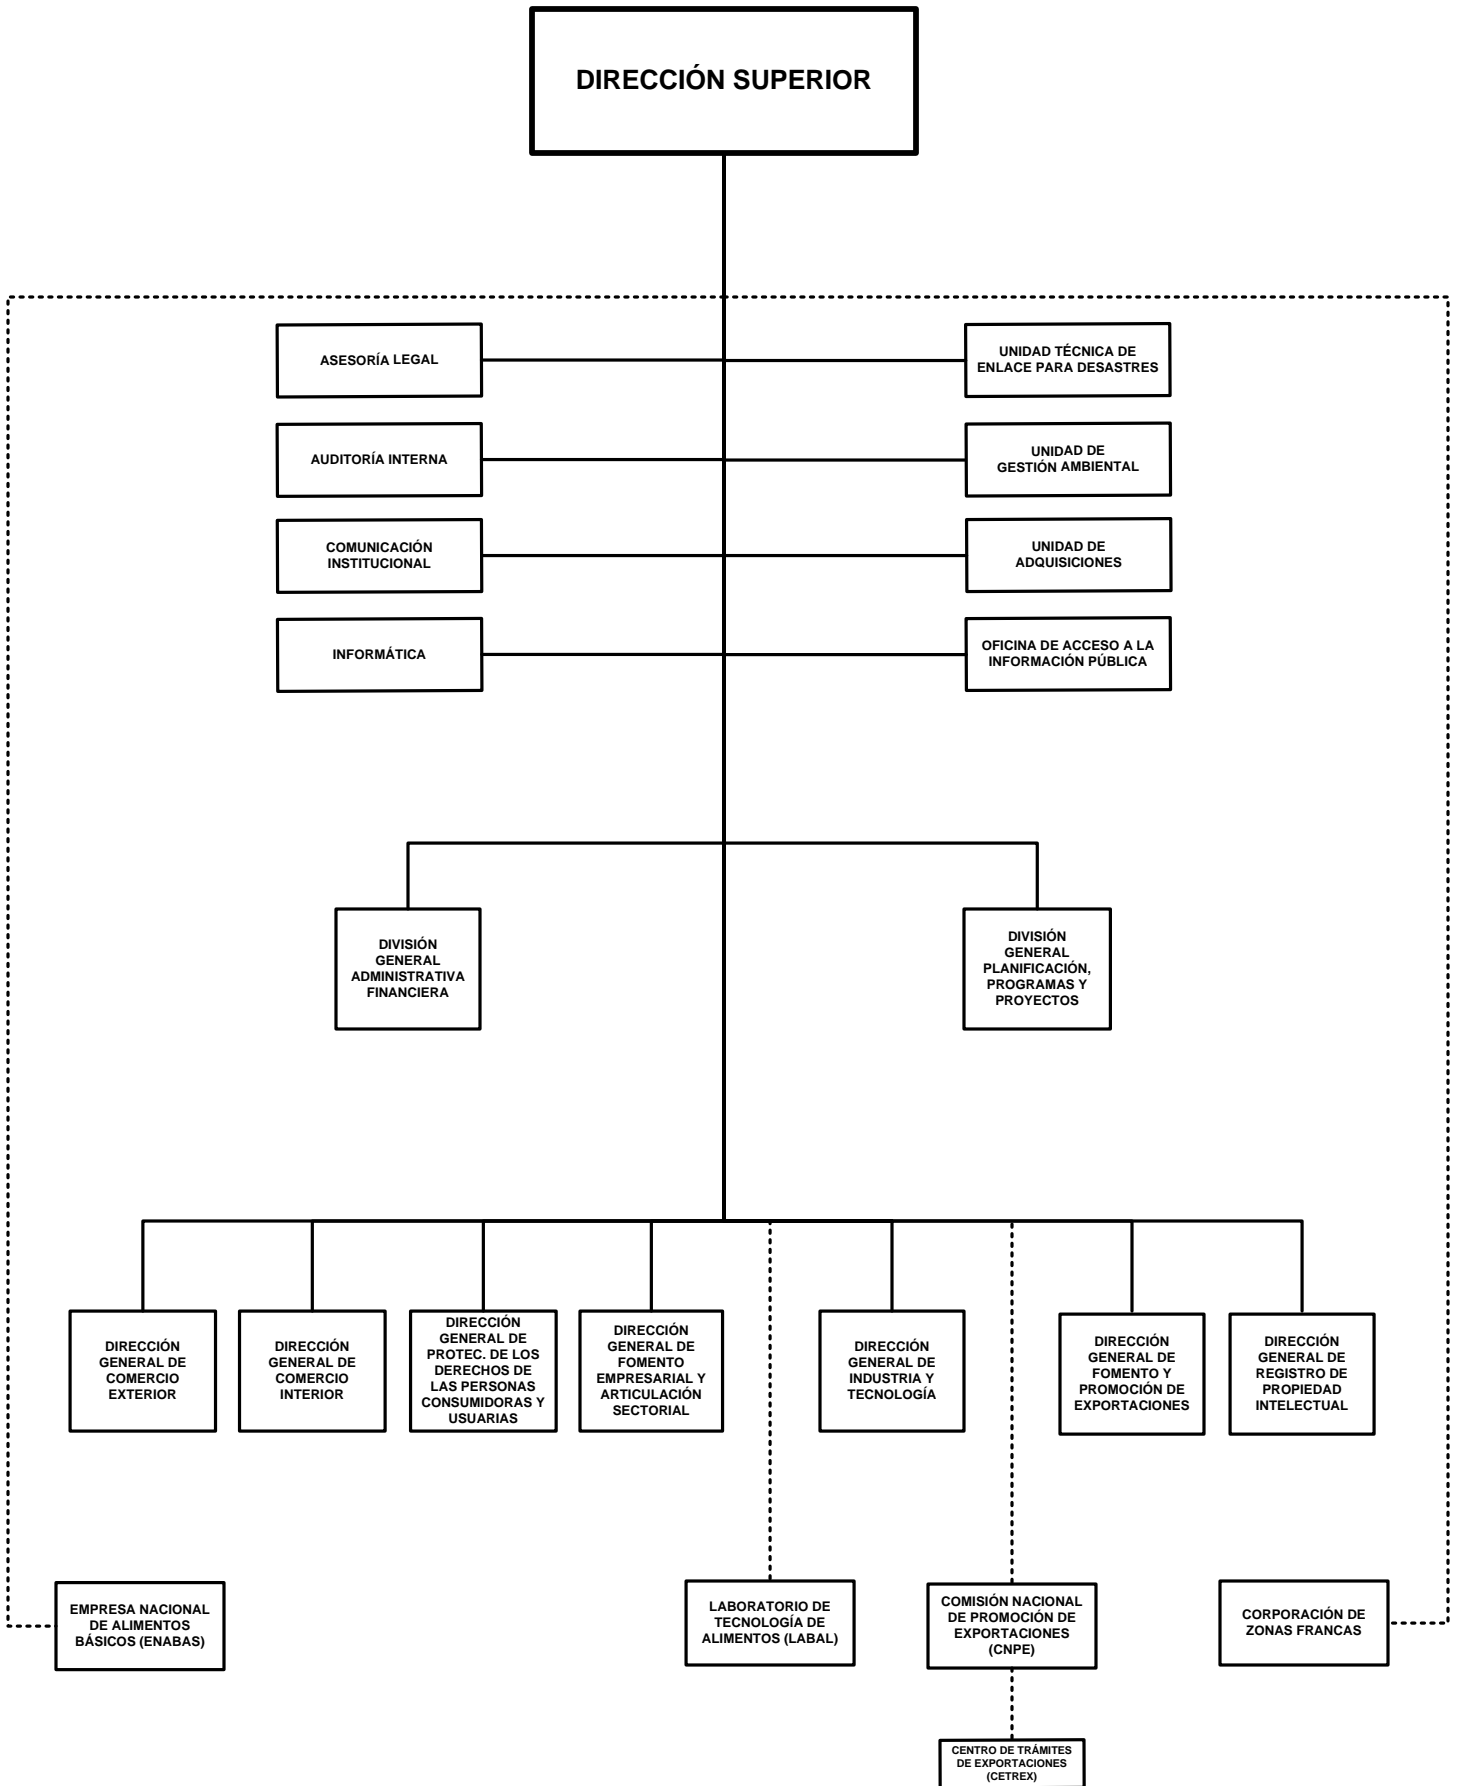 DIRECCIÓN SUPERIOR
ASESORÍA LEGAL
UNIDAD TÉCNICA DE
ENLACE PARA DESASTRES
AUDITORÍA INTERNA
UNIDAD DE
GESTIÓN AMBIENTAL
COMUNICACIÓN
INSTITUCIONAL
UNIDAD DE
ADQUISICIONES
INFORMÁTICA
OFICINA DE ACCESO A LA
INFORMACIÓN PÚBLICA
DIVISIÓN
GENERAL
ADMINISTRATIVA
FINANCIERA
DIVISIÓN
GENERAL
PLANIFICACIÓN,
PROGRAMAS Y
PROYECTOS
DIRECCIÓN
GENERAL DE
COMERCIO
EXTERIOR
DIRECCIÓN
GENERAL DE
COMERCIO
INTERIOR
DIRECCIÓN
GENERAL DE
PROTEC. DE LOS
DERECHOS DE
LAS PERSONAS
CONSUMIDORAS Y
USUARIAS
DIRECCIÓN
GENERAL DE
FOMENTO
EMPRESARIAL Y
ARTICULACIÓN
SECTORIAL
DIRECCIÓN
GENERAL DE
INDUSTRIA Y
TECNOLOGÍA
DIRECCIÓN
GENERAL DE
FOMENTO Y
PROMOCIÓN DE
EXPORTACIONES
DIRECCIÓN
GENERAL DE
REGISTRO DE
PROPIEDAD
INTELECTUAL
EMPRESA NACIONAL
DE ALIMENTOS
BÁSICOS (ENABAS)
LABORATORIO DE
TECNOLOGÍA DE
ALIMENTOS (LABAL)
COMISIÓN NACIONAL
DE PROMOCIÓN DE
EXPORTACIONES
(CNPE)
CORPORACIÓN DE
ZONAS FRANCAS
CENTRO DE TRÁMITES
DE EXPORTACIONES
(CETREX)